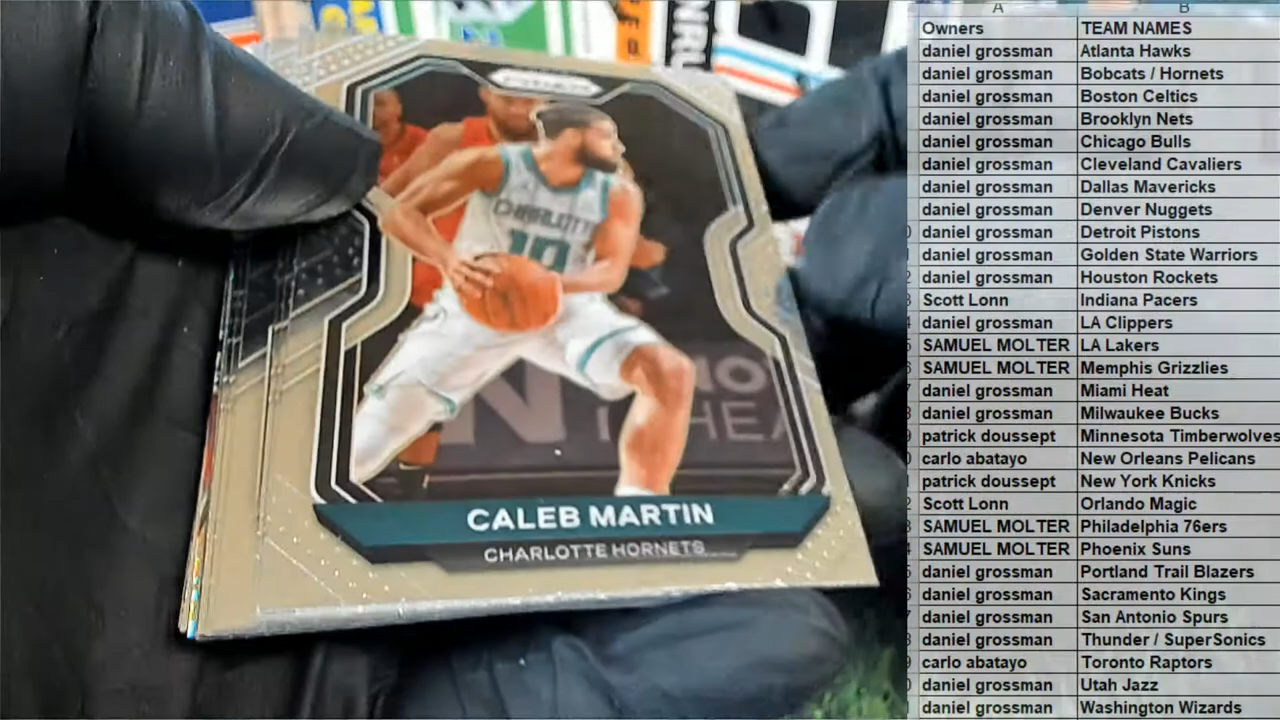 CHARLOTTE
10
NO
HEA
CALEB MARTIN
CHARLOTTE HORNETS
A B
Owners TEAM NAMES
daniel grossman Atlanta Hawks
daniel grossman Bobcats / Hornets
daniel grossman Boston Celtics
daniel grossman Brooklyn Nets
daniel grossman Chicago Bulls
daniel grossman Cleveland Cavaliers
daniel grossman Dallas Mavericks
daniel grossman Denver Nuggets
daniel grossman Detroit Pistons
daniel grossman Golden State Warriors
daniel grossman Houston Rockets
Scott Lonn Indiana Pacers
daniel grossman LA Clippers
SAMUEL MOLTER LA Lakers
SAMUEL MOLTER Memphis Grizzlies
daniel grossman Miami Heat
daniel grossman Milwaukee Bucks
patrick doussept Minnesota Timberwolves
carlo abatayo New Orleans Pelicans
patrick doussept New York Knicks
Scott Lonn Orlando Magic
SAMUEL MOLTER Philadelphia 76ers
SAMUEL MOLTER Phoenix Suns
daniel grossman Portland Trail Blazers
daniel grossman Sacramento Kings
daniel grossman San Antonio Spurs
daniel grossman Thunder / SuperSonics
carlo abatayo Toronto Raptors
daniel grossman Utah Jazz
daniel grossman Washington Wizards